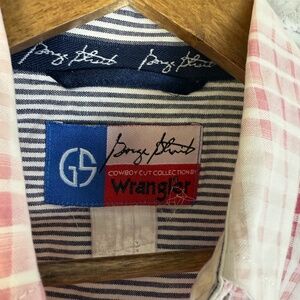 George Strait George Strait
GS
George Strait
COWBOY CUT COLLECTION BY
Wrangler